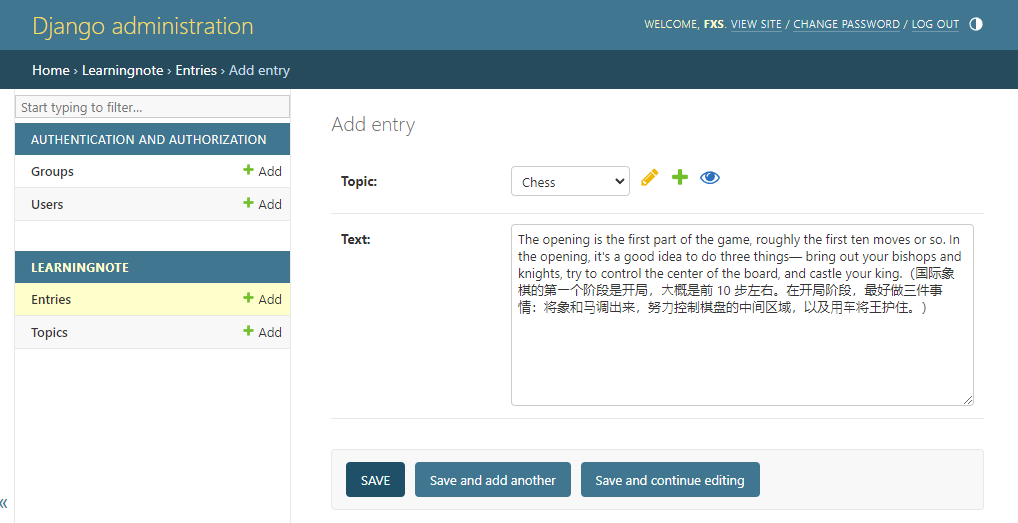 Django administration
WELCOME, FXS. VIEW SITE / CHANGE PASSWORD / LOG OUT
Home › Learningnote › Entries › Add entry
Start typing to filter...
AUTHENTICATION AND AUTHORIZATION
Groups + Add
Users + Add
LEARNINGNOTE
Entries + Add
Topics + Add
«
Add entry
Topic: Chess
Text:
The opening is the first part of the game, roughly the first ten moves or so. In
the opening, it's a good idea to do three things— bring out your bishops and
knights, try to control the center of the board, and castle your king.（国际象
棋的第一个阶段是开局，大概是前 10 步左右。在开局阶段，最好做三件事
情：将象和马调出来，努力控制棋盘的中间区域，以及用车将王护住。）
SAVE
Save and add another
Save and continue editing